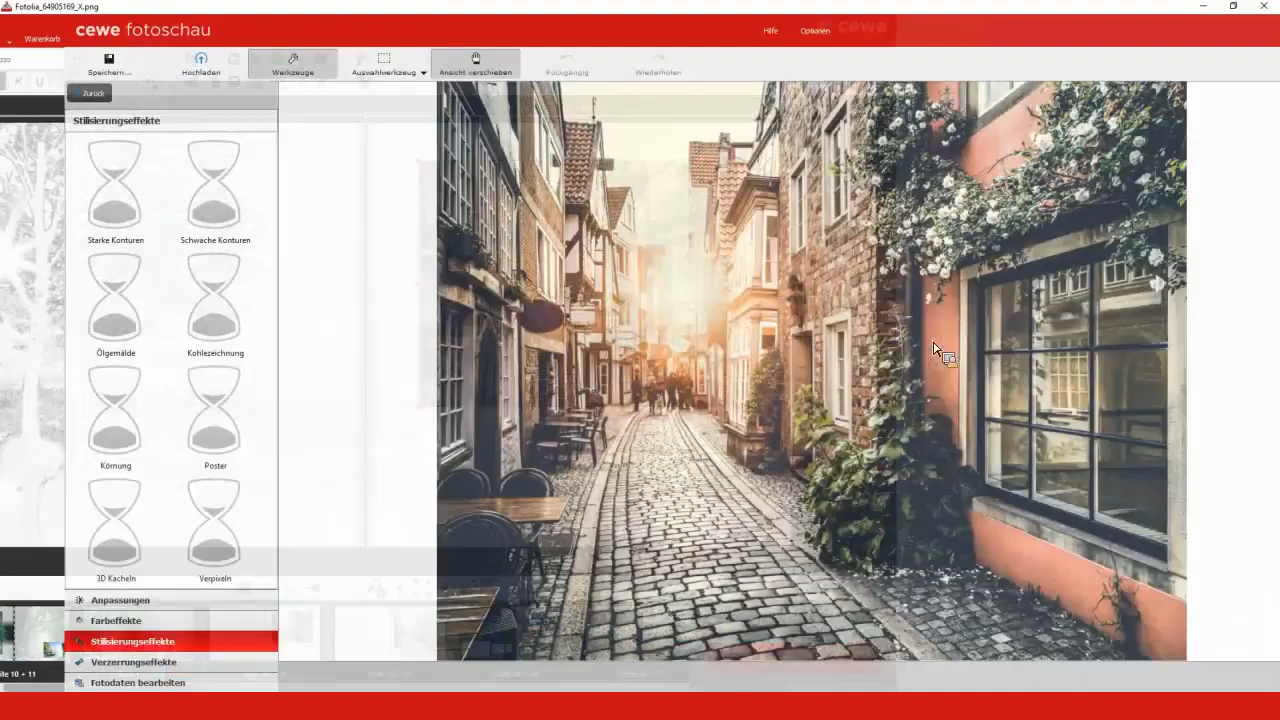 Fotolia_64905169_X.png
cewe fotoschau
cewe
Hilfe
Optionen
Warenkorb
Speichern...
Hochladen
Werkzeuge
Auswahlwerkzeug
Ansicht verschieben
Rückgängig
Wiederholen
K U
Zurück
Stilisierungseffekte
Starke Konturen
Schwache Konturen
Ölgemälde
Kohlezeichnung
Körnung
Poster
3D Kacheln
Verpixeln
Anpassungen
Farbeffekte
Stilisierungseffekte
Verzerrungseffekte
Fotodaten bearbeiten
ite 10 + 11